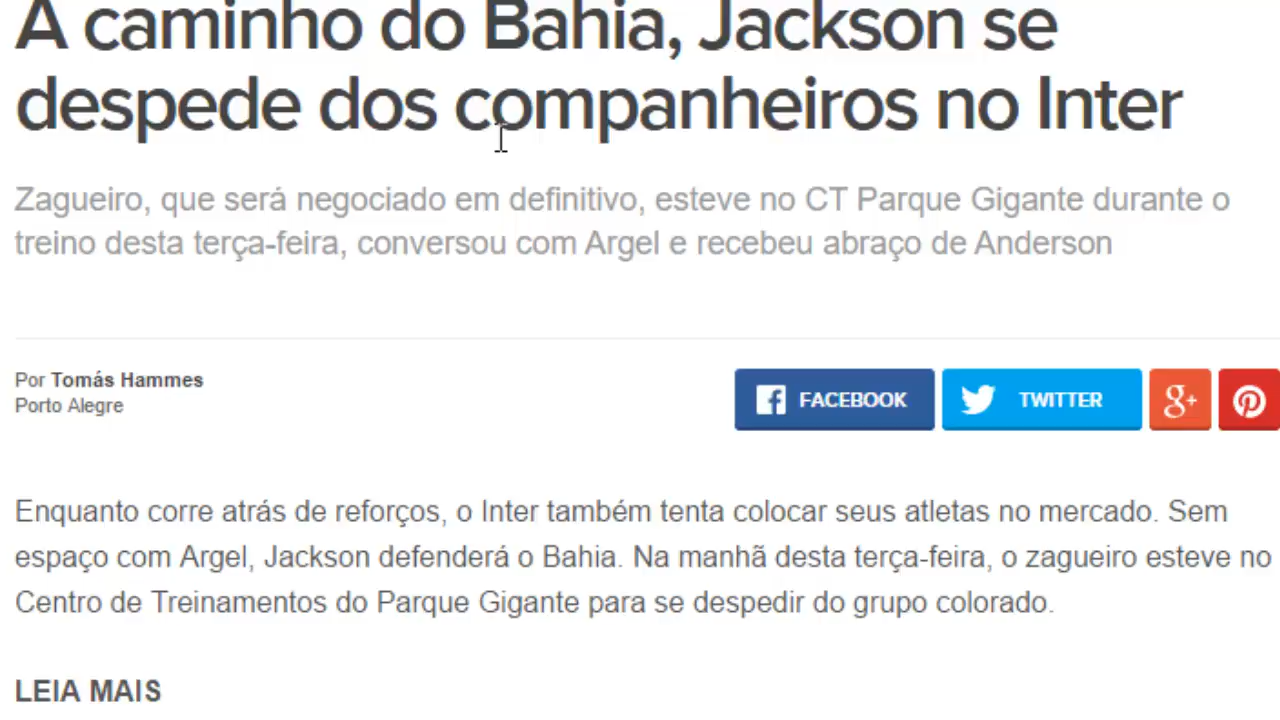 A caminho do Bahia, Jackson se
despede dos companheiros no Inter
Zagueiro, que será negociado em definitivo, esteve no CT Parque Gigante durante o
treino desta terça-feira, conversou com Argel e recebeu abraço de Anderson
Por Tomás Hammes
Porto Alegre
FACEBOOK
TWITTER
g+
Enquanto corre atrás de reforços, o Inter também tenta colocar seus atletas no mercado. Sem
espaço com Argel, Jackson defenderá o Bahia. Na manhã desta terça-feira, o zagueiro esteve no
Centro de Treinamentos do Parque Gigante para se despedir do grupo colorado.
LEIA MAIS